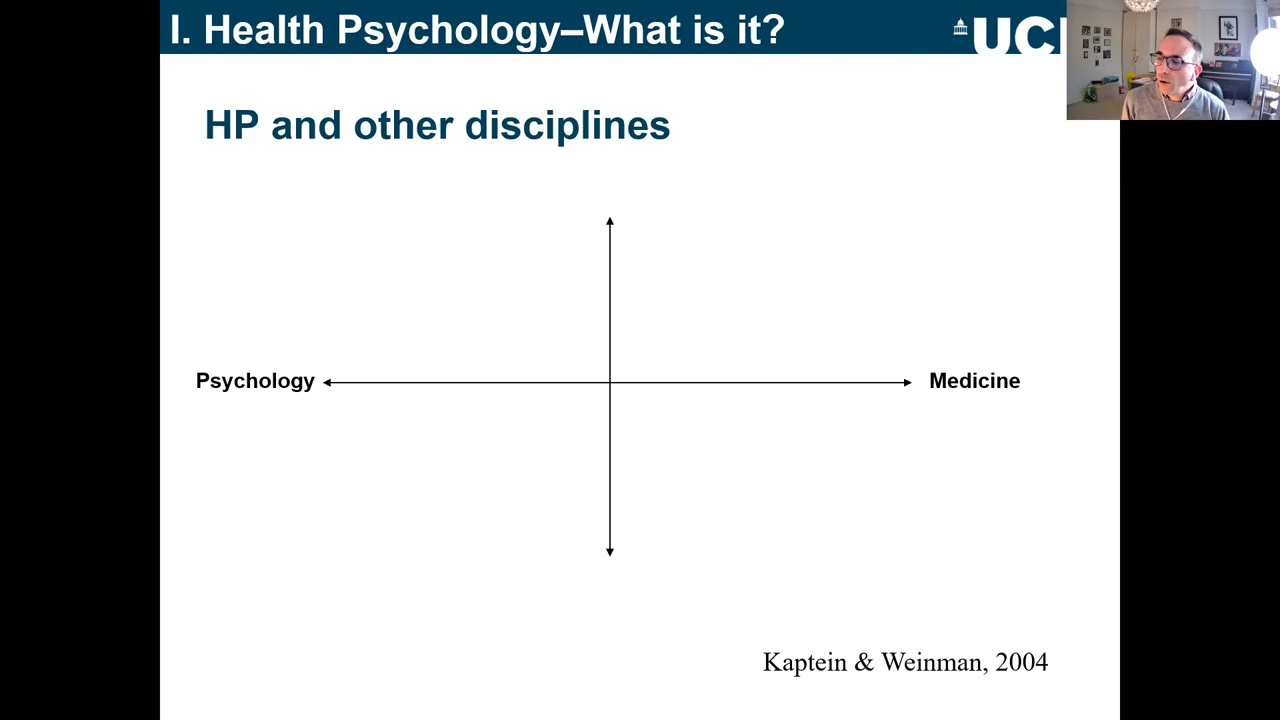 I. Health Psychology–What is it?
UCL
HP and other disciplines
Psychology
Medicine
Kaptein & Weinman, 2004